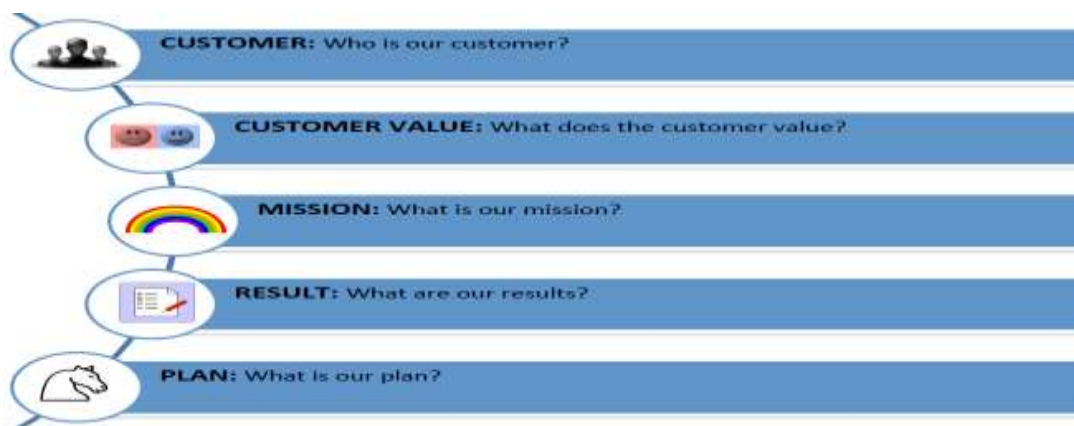 CUSTOMER: Who is our customer?
CUSTOMER VALUE: What does the customer value?
MISSION: What is our mission?
RESULT: What are our results?
PLAN: What is our plan?